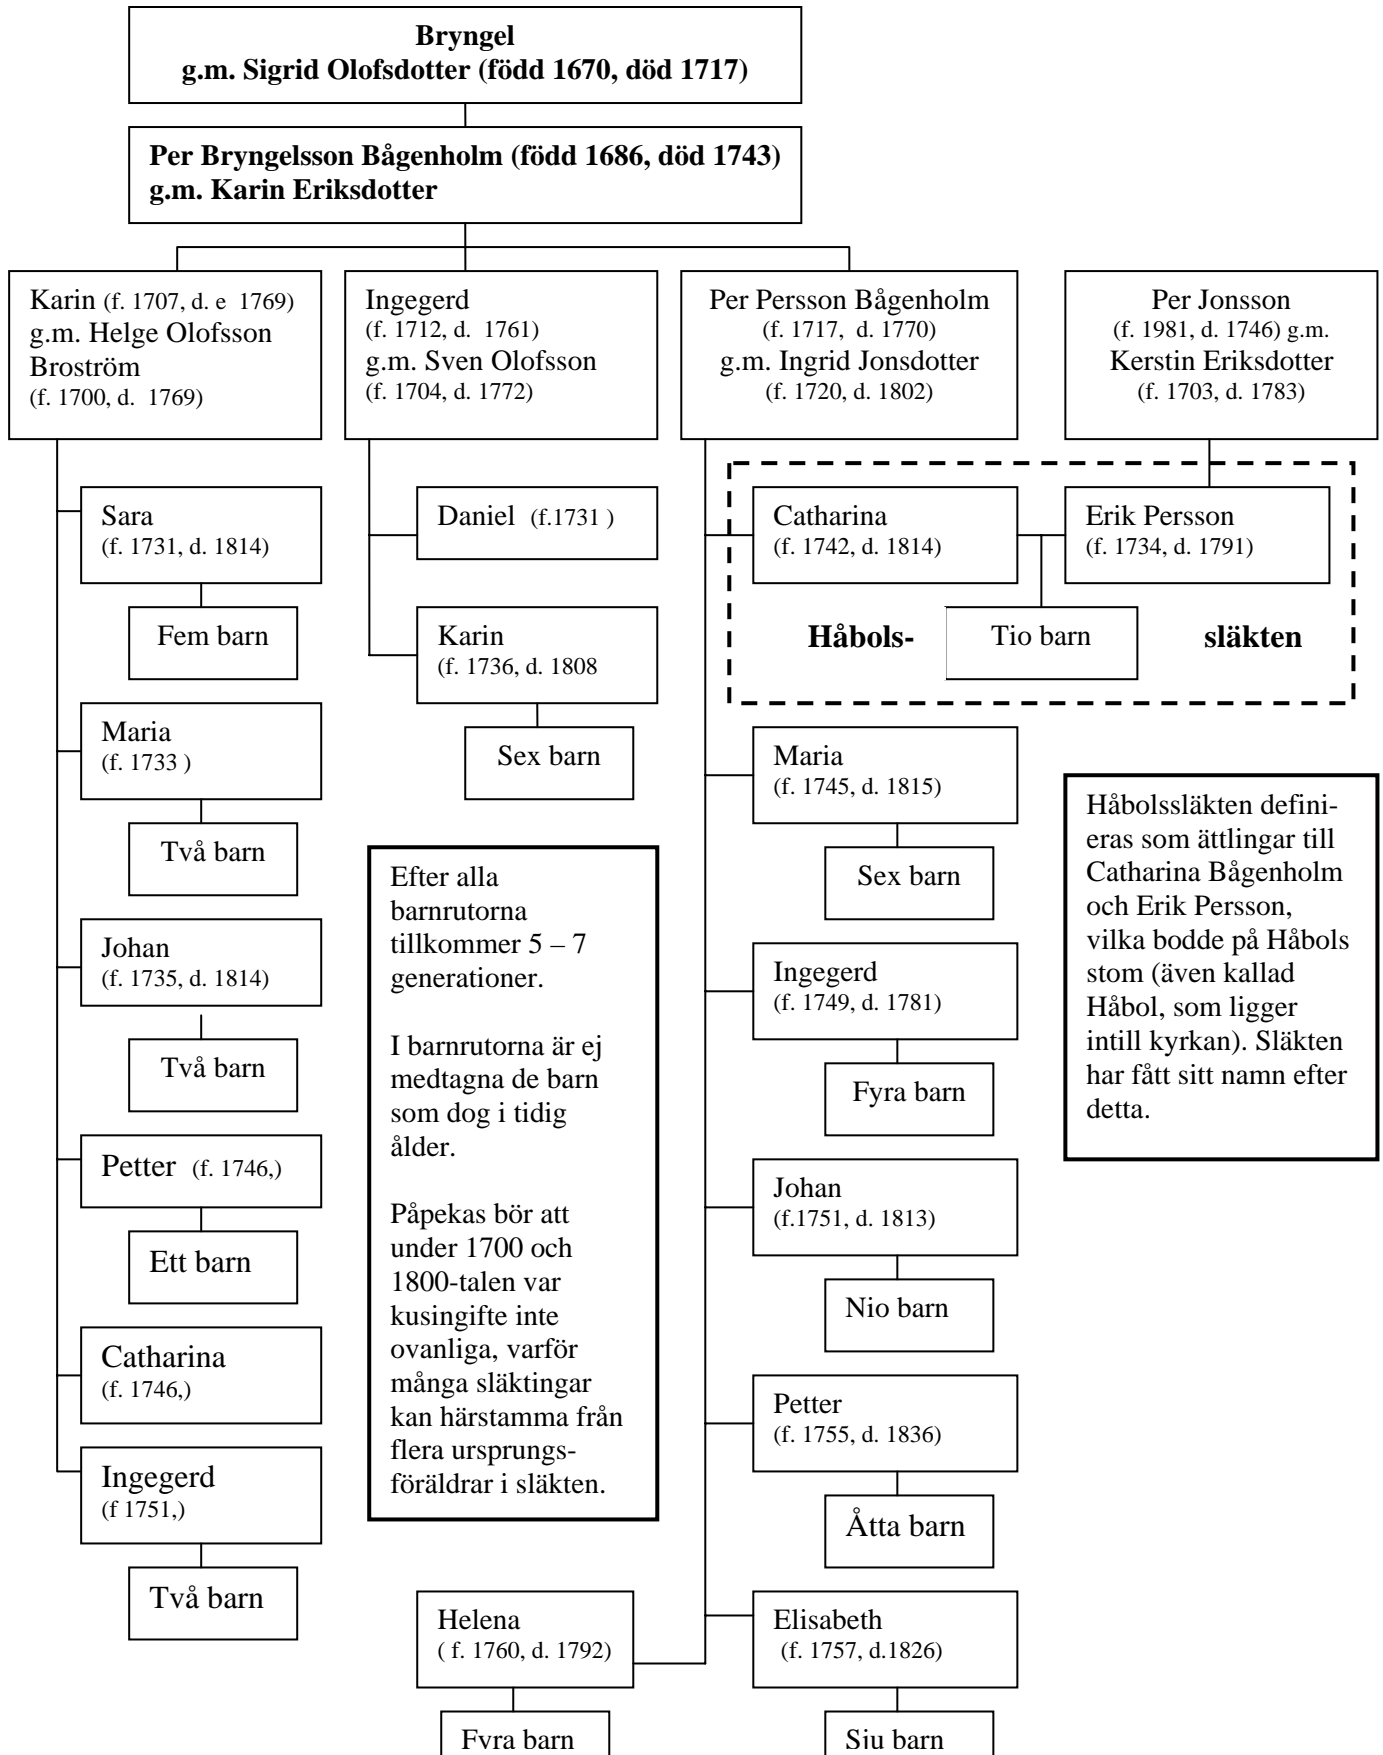 Bryngel
g.m. Sigrid Olofsdotter (född 1670, död 1717)
Per Bryngelsson Bågenholm (född 1686, död 1743)
g.m. Karin Eriksdotter
Karin (f. 1707, d. e 1769)
g.m. Helge Olofsson
Broström
(f. 1700, d. 1769)
Ingegerd
(f. 1712, d. 1761)
g.m. Sven Olofsson
(f. 1704, d. 1772)
Per Persson Bågenholm
(f. 1717, d. 1770)
g.m. Ingrid Jonsdotter
(f. 1720, d. 1802)
Per Jonsson
(f. 1981, d. 1746) g.m.
Kerstin Eriksdotter
(f. 1703, d. 1783)
Sara
(f. 1731, d. 1814)
Fem barn
Maria
(f. 1733 )
Två barn
Johan
(f. 1735, d. 1814)
Två barn
Petter (f. 1746,)
Ett barn
Catharina
(f. 1746,)
Ingegerd
(f 1751,)
Två barn
Daniel (f.1731 )
Karin
(f. 1736, d. 1808
Sex barn
Efter alla
barnrutorna
tillkommer 5 – 7
generationer.
I barnrutorna är ej
medtagna de barn
som dog i tidig
ålder.
Påpekas bör att
under 1700 och
1800-talen var
kusingifte inte
ovanliga, varför
många släktingar
kan härstamma från
flera ursprungs-
föräldrar i släkten.
Catharina
(f. 1742, d. 1814)
Erik Persson
(f. 1734, d. 1791)
Håbols-
Tio barn
släkten
Maria
(f. 1745, d. 1815)
Sex barn
Ingegerd
(f. 1749, d. 1781)
Fyra barn
Johan
(f.1751, d. 1813)
Nio barn
Petter
(f. 1755, d. 1836)
Åtta barn
Helena
( f. 1760, d. 1792)
Fyra barn
Elisabeth
(f. 1757, d.1826)
Sju barn
Håbolssläkten defini-
eras som ättlingar till
Catharina Bågenholm
och Erik Persson,
vilka bodde på Håbols
stom (även kallad
Håbol, som ligger
intill kyrkan). Släkten
har fått sitt namn efter
detta.